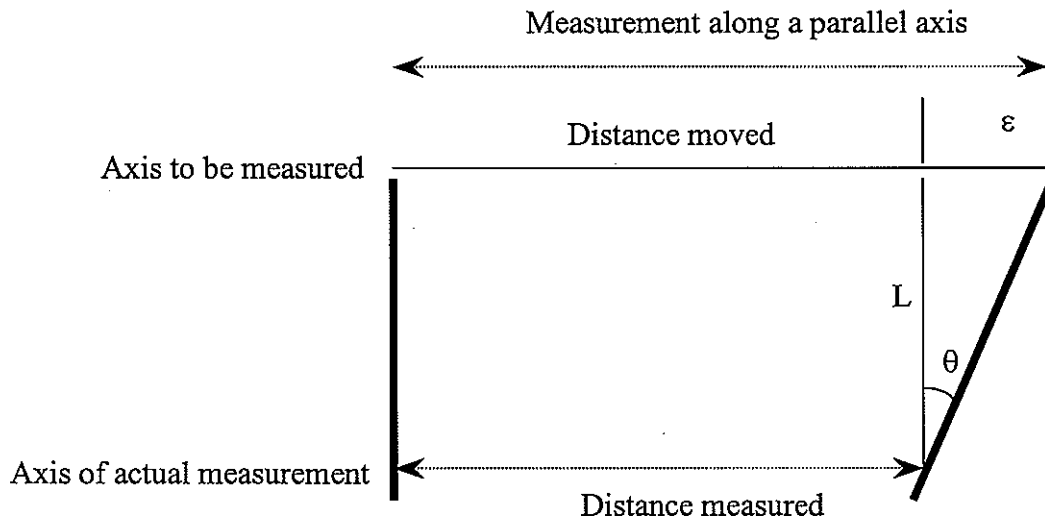 Measurement along a parallel axis
ε
Distance moved
Axis to be measured
L
θ
Axis of actual measurement
Distance measured